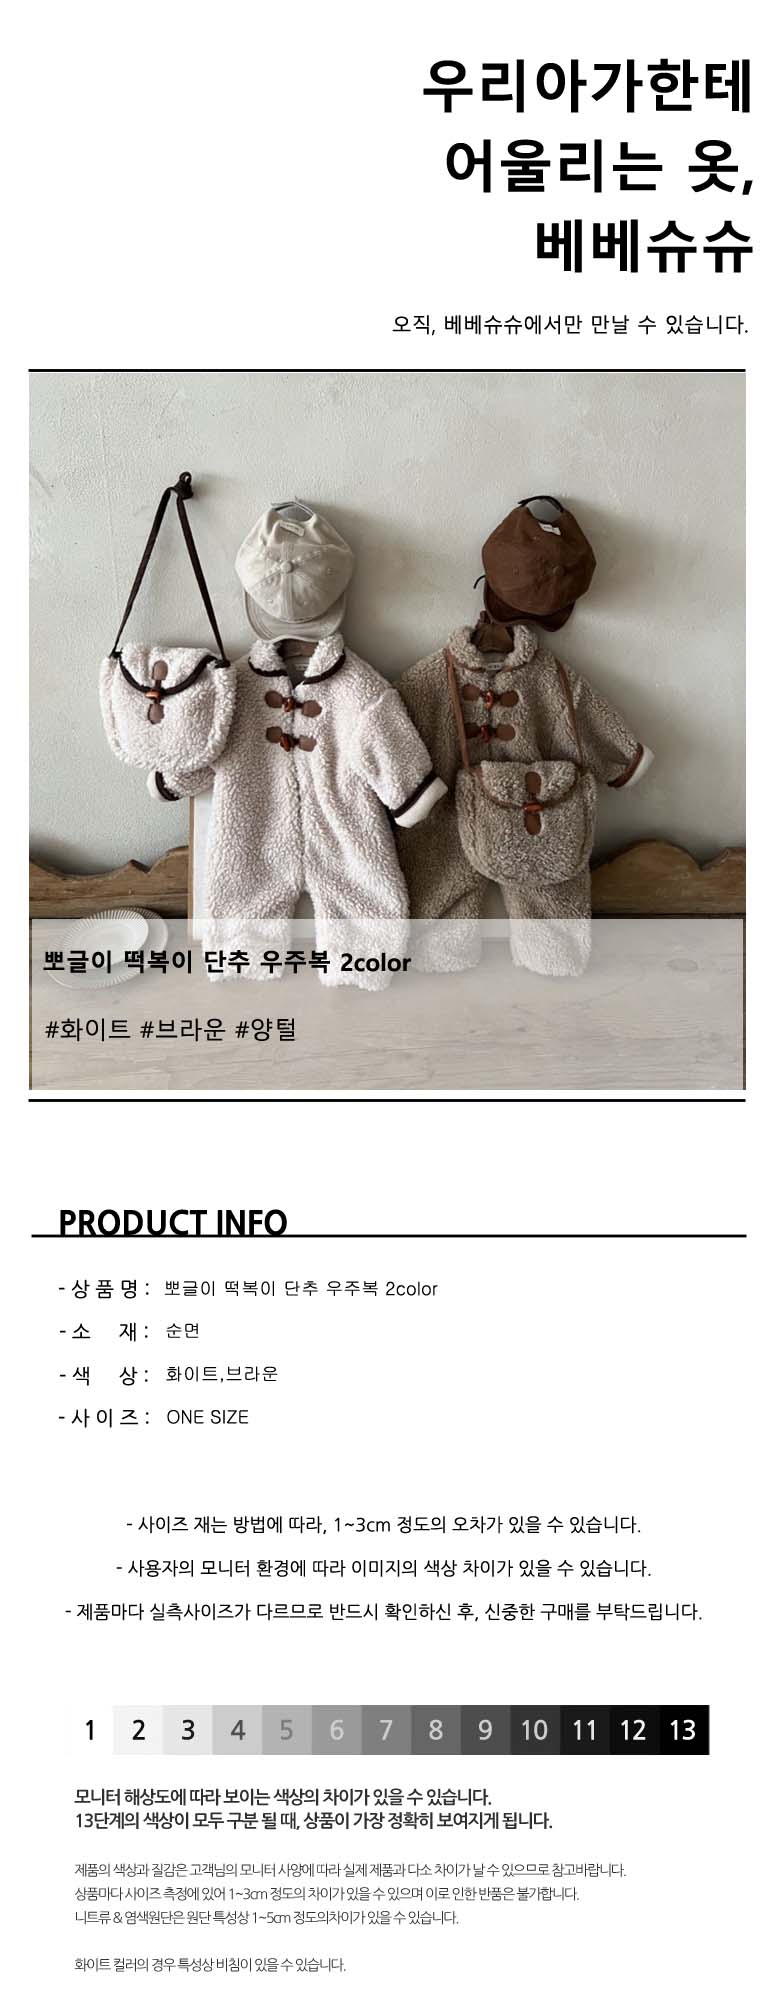 우리아가한테
어울리는 옷,
베베슈슈
오직, 베베슈슈에서만 만날 수 있습니다.
뽀글이 떡복이 단추 우주복 2color
#화이트 #브라운 #양털
PRODUCT INFO
- 상 품 명 : 뽀글이 떡복이 단추 우주복 2color
- 소 재 : 순면
- 색 상 : 화이트,브라운
- 사 이 즈 : ONE SIZE
- 사이즈 재는 방법에 따라, 1~3cm 정도의 오차가 있을 수 있습니다.
- 사용자의 모니터 환경에 따라 이미지의 색상 차이가 있을 수 있습니다.
- 제품마다 실측사이즈가 다르므로 반드시 확인하신 후, 신중한 구매를 부탁드립니다.
1 2 3 4 5 6 7 8 9 10 11 12 13
모니터 해상도에 따라 보이는 색상의 차이가 있을 수 있습니다.
13단계의 색상이 모두 구분 될 때, 상품이 가장 정확히 보여지게 됩니다.
제품의 색상과 질감은 고객님의 모니터 사양에 따라 실제 제품과 다소 차이가 날 수 있으므로 참고바랍니다.
상품마다 사이즈 측정에 있어 1~3cm 정도의 차이가 있을 수 있으며 이로 인한 반품은 불가합니다.
니트류 & 염색원단은 원단 특성상 1~5cm 정도의차이가 있을 수 있습니다.
화이트 컬러의 경우 특성상 비침이 있을 수 있습니다.